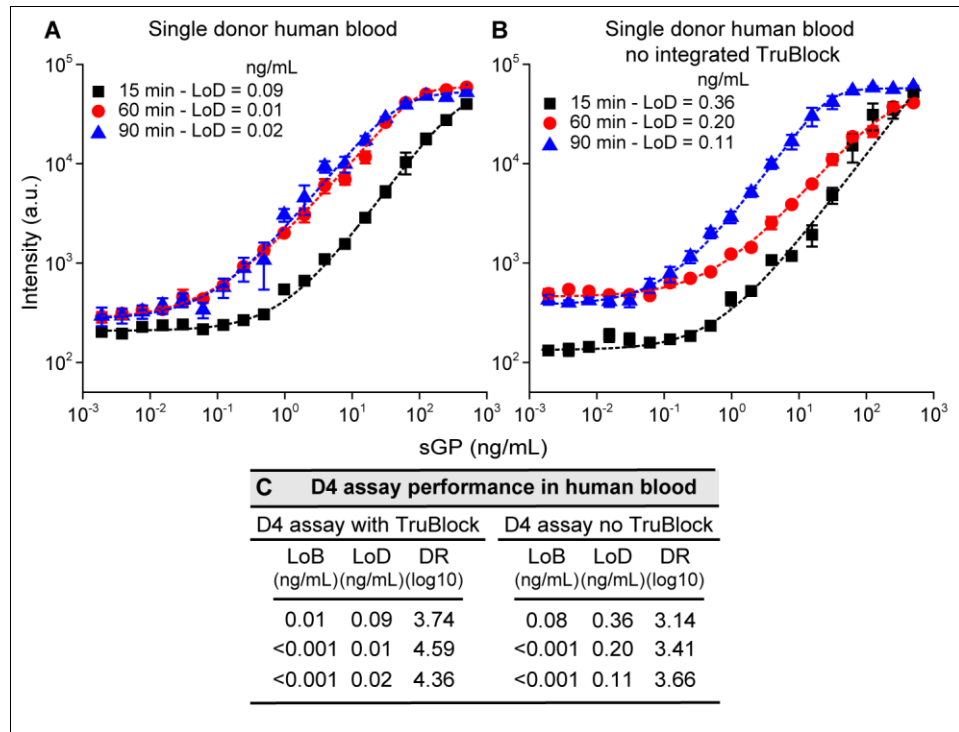 A Single donor human blood
ng/mL
15 min - LoD = 0.09
60 min - LoD = 0.01
90 min - LoD = 0.02
Intensity (a.u.)
10^5
10^4
10^3
10^2
10^-3 10^-2 10^-1 10^0 10^1 10^2 10^3
B Single donor human blood
no integrated TruBlock
ng/mL
15 min - LoD = 0.36
60 min - LoD = 0.20
90 min - LoD = 0.11
10^5
10^4
10^3
10^2
10^-3 10^-2 10^-1 10^0 10^1 10^2 10^3
sGP (ng/mL)
C D4 assay performance in human blood
D4 assay with TruBlock D4 assay no TruBlock
LoB LoD DR LoB LoD DR
(ng/mL) (ng/mL) (log10) (ng/mL) (ng/mL) (log10)
0.01 0.09 3.74 0.08 0.36 3.14
<0.001 0.01 4.59 <0.001 0.20 3.41
<0.001 0.02 4.36 <0.001 0.11 3.66